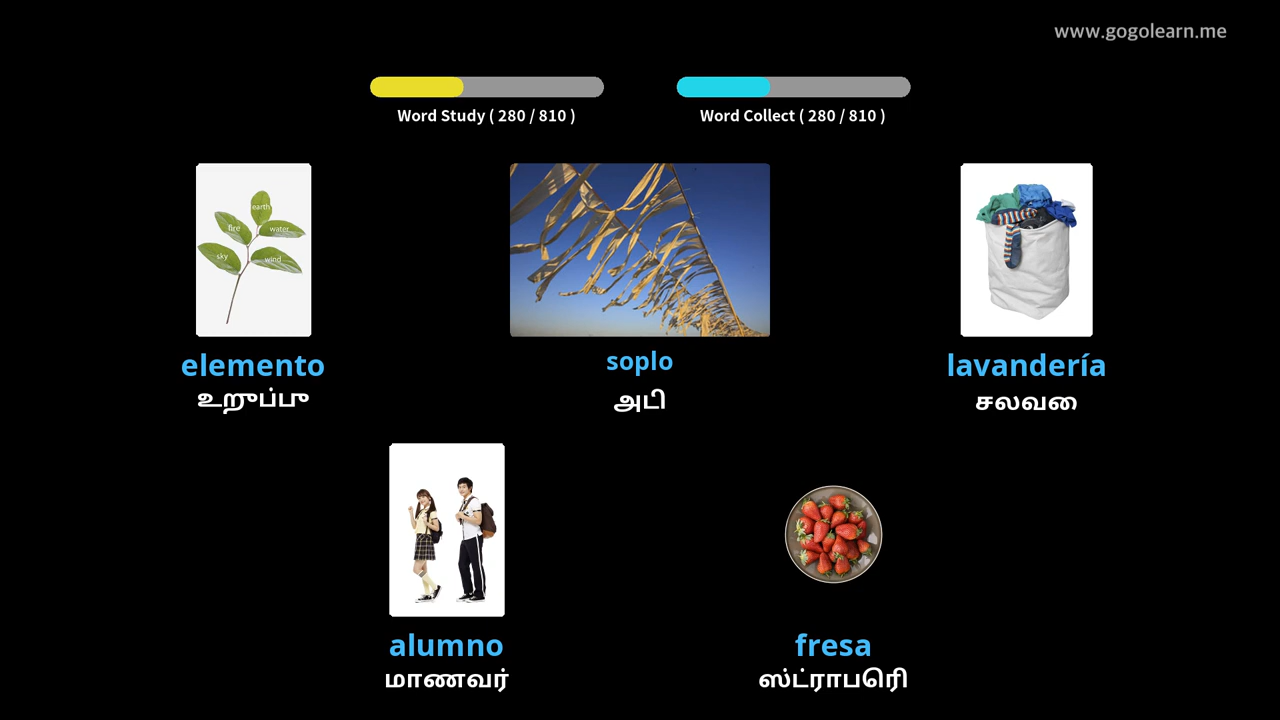 www.gogolearn.me
Word Study ( 280 / 810 )
Word Collect ( 280 / 810 )
elemento
உறுப்பு
soplo
அடி
lavandería
சலவை
alumno
மாணவர்
fresa
ஸ்ட்ராபெரி
earth
fire
water
sky
wind